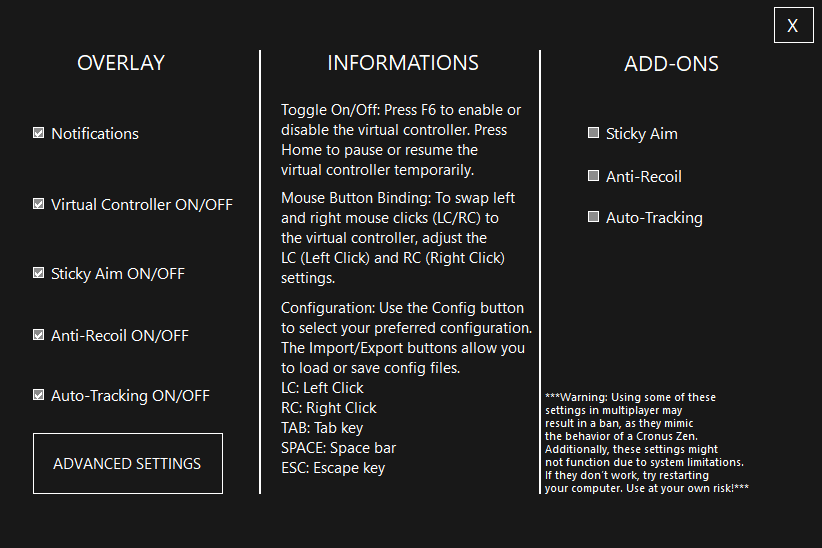 X
OVERLAY
Notifications
Virtual Controller ON/OFF
Sticky Aim ON/OFF
Anti-Recoil ON/OFF
Auto-Tracking ON/OFF
ADVANCED SETTINGS
INFORMATIONS
Toggle On/Off: Press F6 to enable or
disable the virtual controller. Press
Home to pause or resume the
virtual controller temporarily.
Mouse Button Binding: To swap left
and right mouse clicks (LC/RC) to
the virtual controller, adjust the
LC (Left Click) and RC (Right Click)
settings.
Configuration: Use the Config button
to select your preferred configuration.
The Import/Export buttons allow you
to load or save config files.
LC: Left Click
RC: Right Click
TAB: Tab key
SPACE: Space bar
ESC: Escape key
ADD-ONS
Sticky Aim
Anti-Recoil
Auto-Tracking
***Warning: Using some of these
settings in multiplayer may
result in a ban, as they mimic
the behavior of a Cronus Zen.
Additionally, these settings might
not function due to system limitations.
If they don't work, try restarting
your computer. Use at your own risk!***